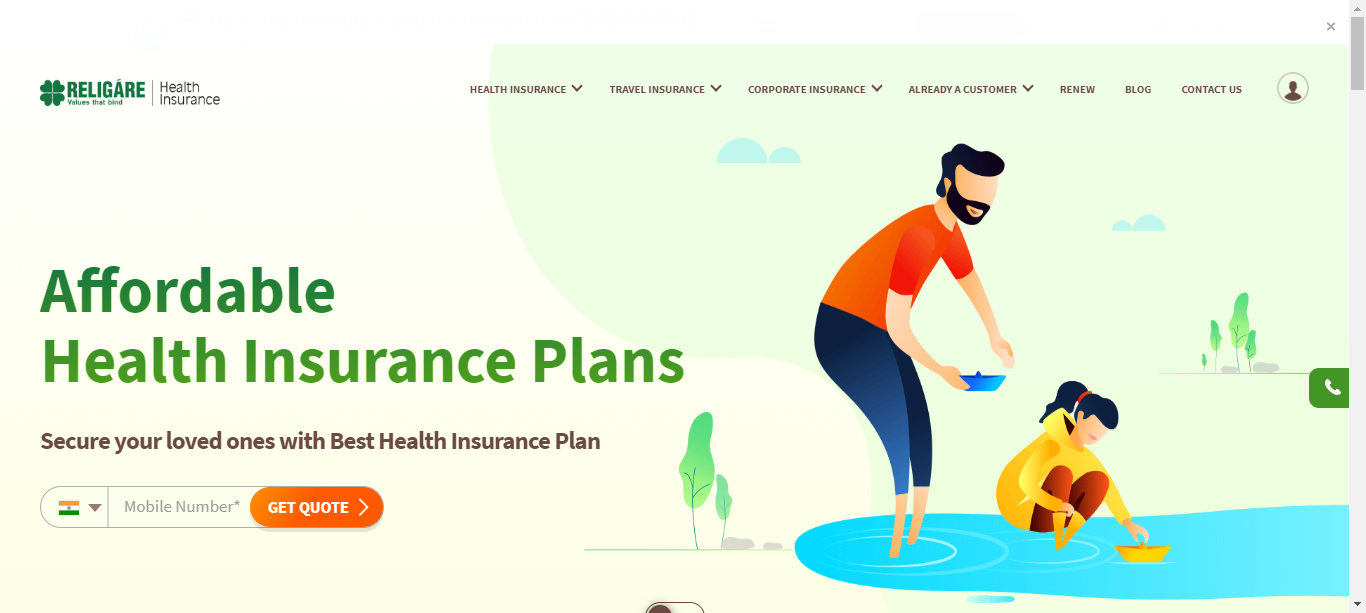 ×
RELIGÁRE
Values that bind
Health
Insurance
HEALTH INSURANCE
TRAVEL INSURANCE
CORPORATE INSURANCE
ALREADY A CUSTOMER
RENEW
BLOG
CONTACT US
Affordable
Health Insurance Plans
Secure your loved ones with Best Health Insurance Plan
Mobile Number*
GET QUOTE